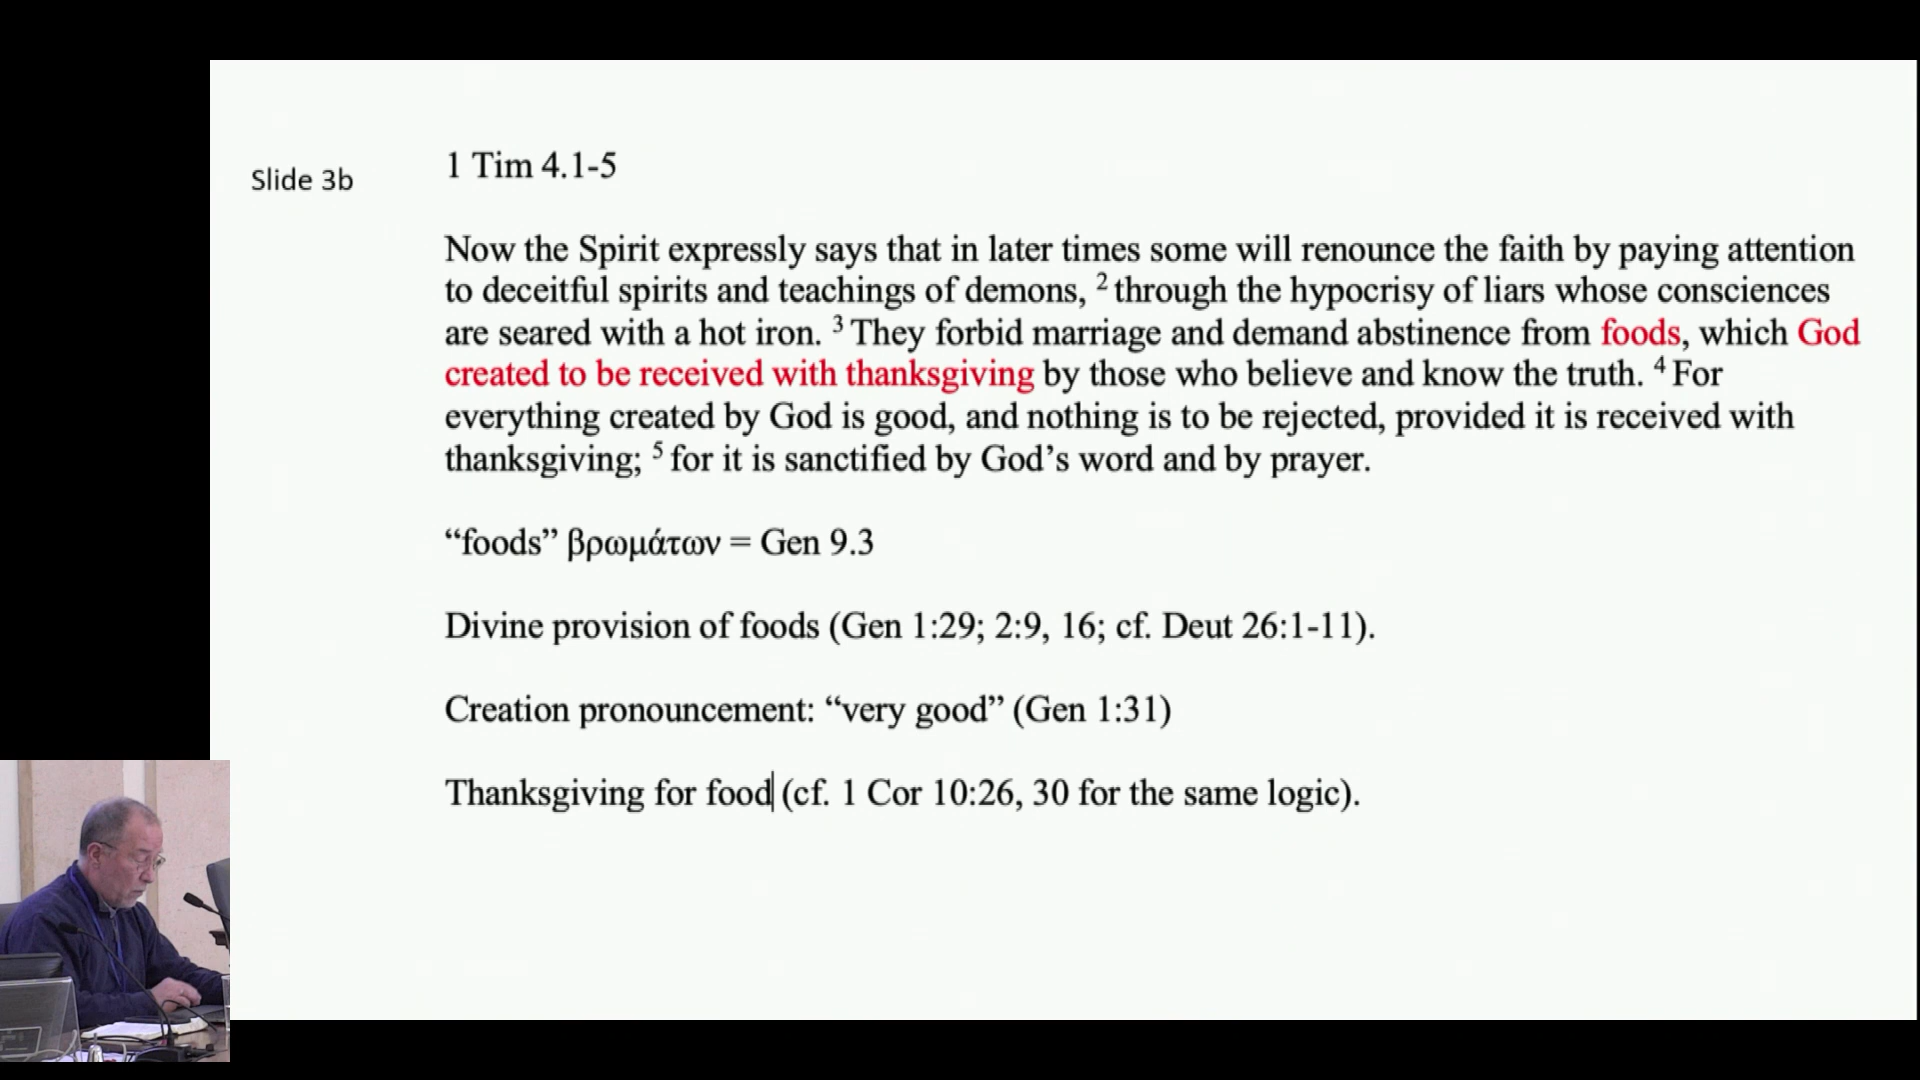 Slide 3b
1 Tim 4.1-5
Now the Spirit expressly says that in later times some will renounce the faith by paying attention
to deceitful spirits and teachings of demons, ² through the hypocrisy of liars whose consciences
are seared with a hot iron. ³ They forbid marriage and demand abstinence from foods, which God
created to be received with thanksgiving by those who believe and know the truth. ⁴ For
everything created by God is good, and nothing is to be rejected, provided it is received with
thanksgiving; ⁵ for it is sanctified by God’s word and by prayer.
“foods” βρωμάτων = Gen 9.3
Divine provision of foods (Gen 1:29; 2:9, 16; cf. Deut 26:1-11).
Creation pronouncement: “very good” (Gen 1:31)
Thanksgiving for food (cf. 1 Cor 10:26, 30 for the same logic).